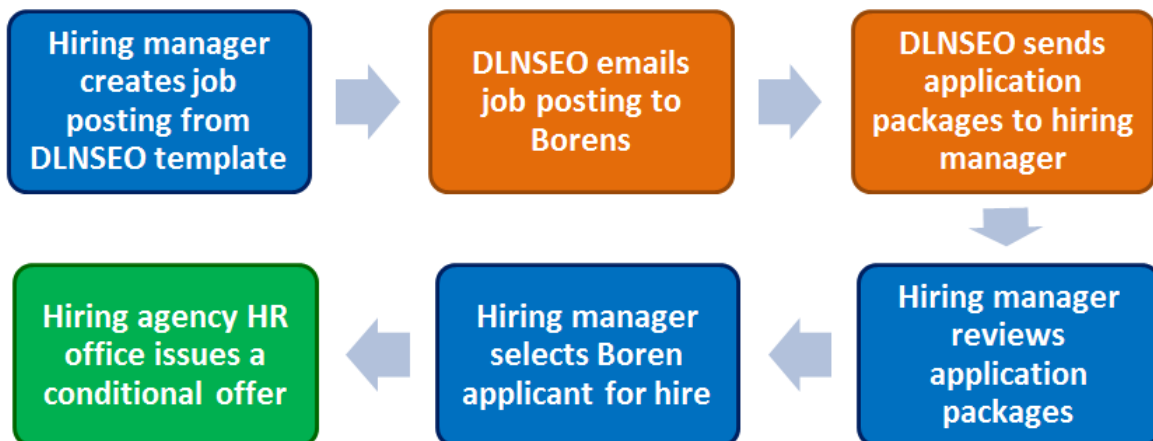 Hiring manager
creates job
posting from
DLNSEO template
DLNSEO emails
job posting to
Borens
DLNSEO sends
application
packages to hiring
manager
Hiring manager
reviews
application
packages
Hiring manager
selects Boren
applicant for hire
Hiring agency HR
office issues a
conditional offer